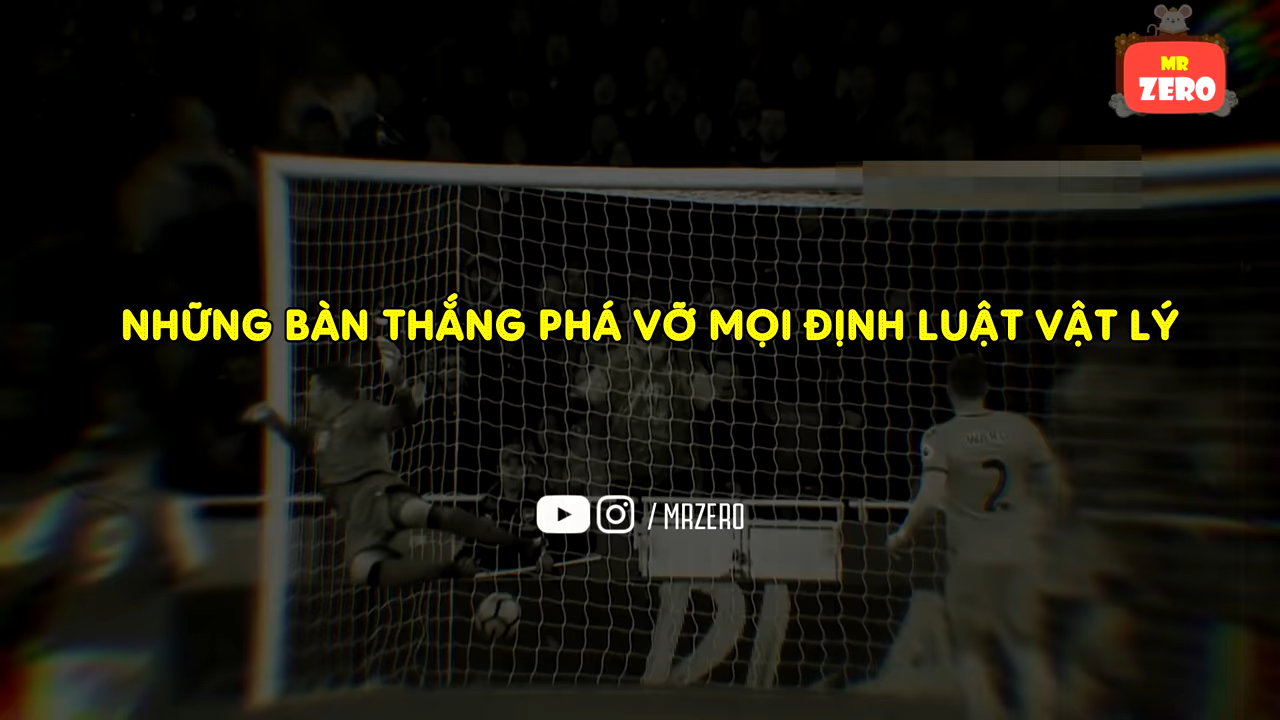 MR
ZERO
NHỮNG BÀN THẮNG PHÁ VỠ MỌI ĐỊNH LUẬT VẬT LÝ
/ MRZERO
2